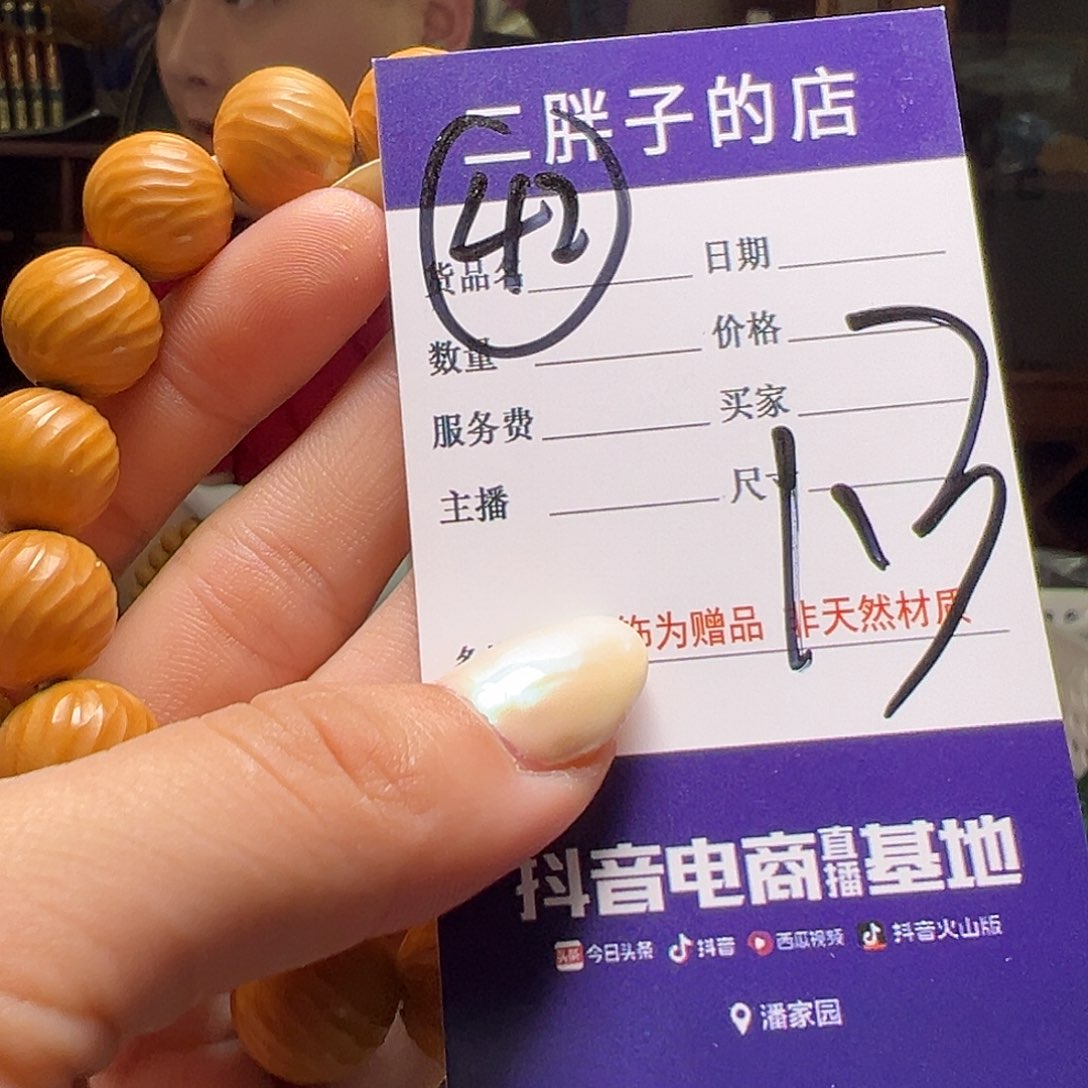 二胖子的店
42
货品名 日期
数量 价格
服务费 买家
主播 尺寸
1.3
饰为赠品 非天然材质
抖音电商直播基地
今日头条 抖音 西瓜视频 抖音火山版
潘家园